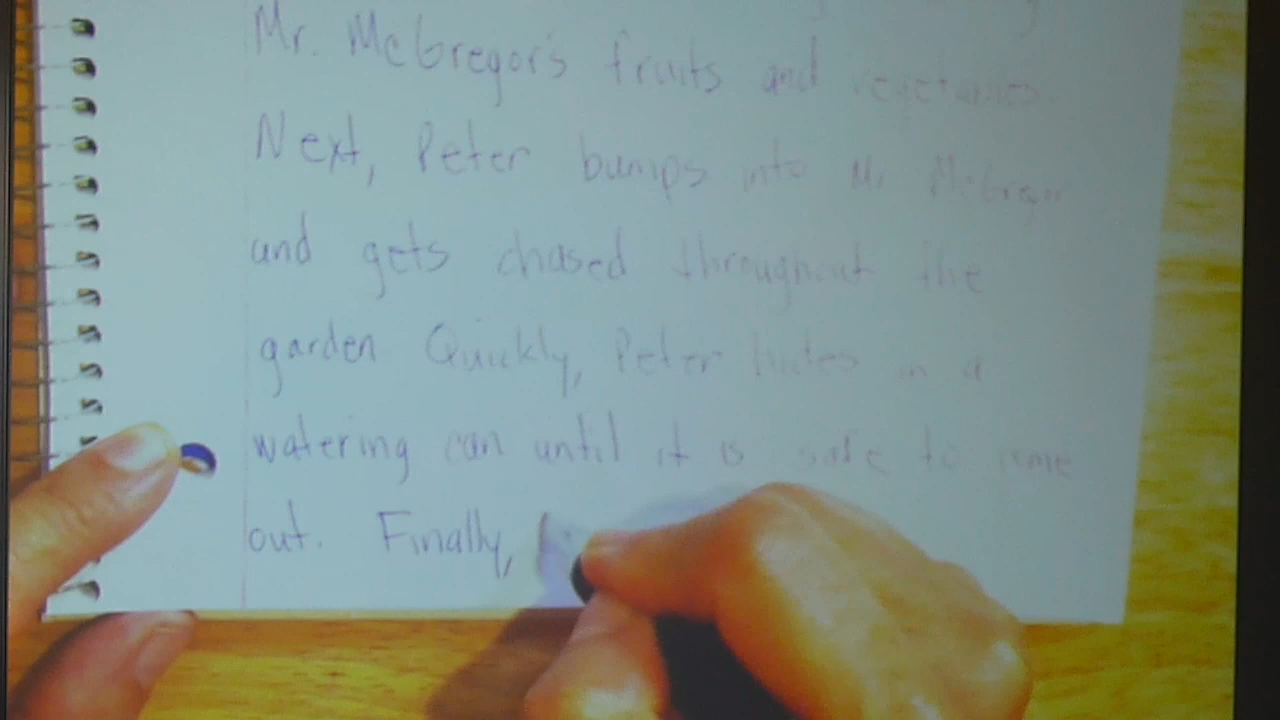 Mr. McGregor's fruits and vegetables.
Next, Peter bumps into Mr. McGregor
and gets chased throughout the
garden Quickly, Peter hides in a
watering can until it is safe to come
out. Finally,